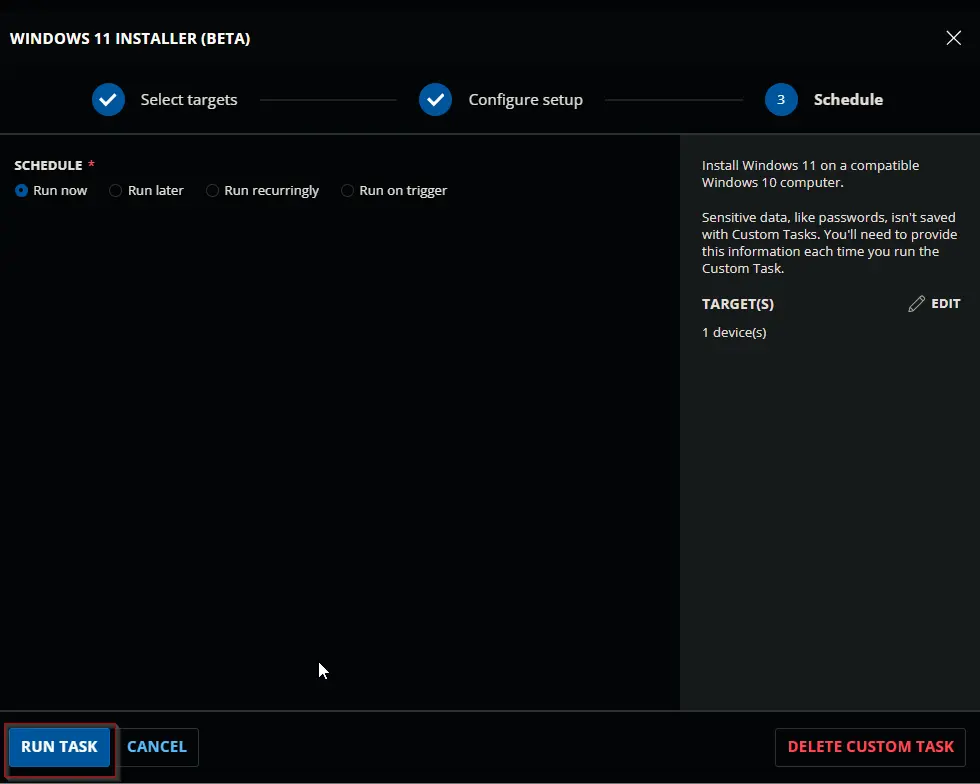 WINDOWS 11 INSTALLER (BETA)
Select targets
Configure setup
3 Schedule
SCHEDULE *
Run now Run later Run recurringly Run on trigger
Install Windows 11 on a compatible
Windows 10 computer.
Sensitive data, like passwords, isn't saved
with Custom Tasks. You'll need to provide
this information each time you run the
Custom Task.
TARGET(S) EDIT
1 device(s)
RUN TASK CANCEL DELETE CUSTOM TASK